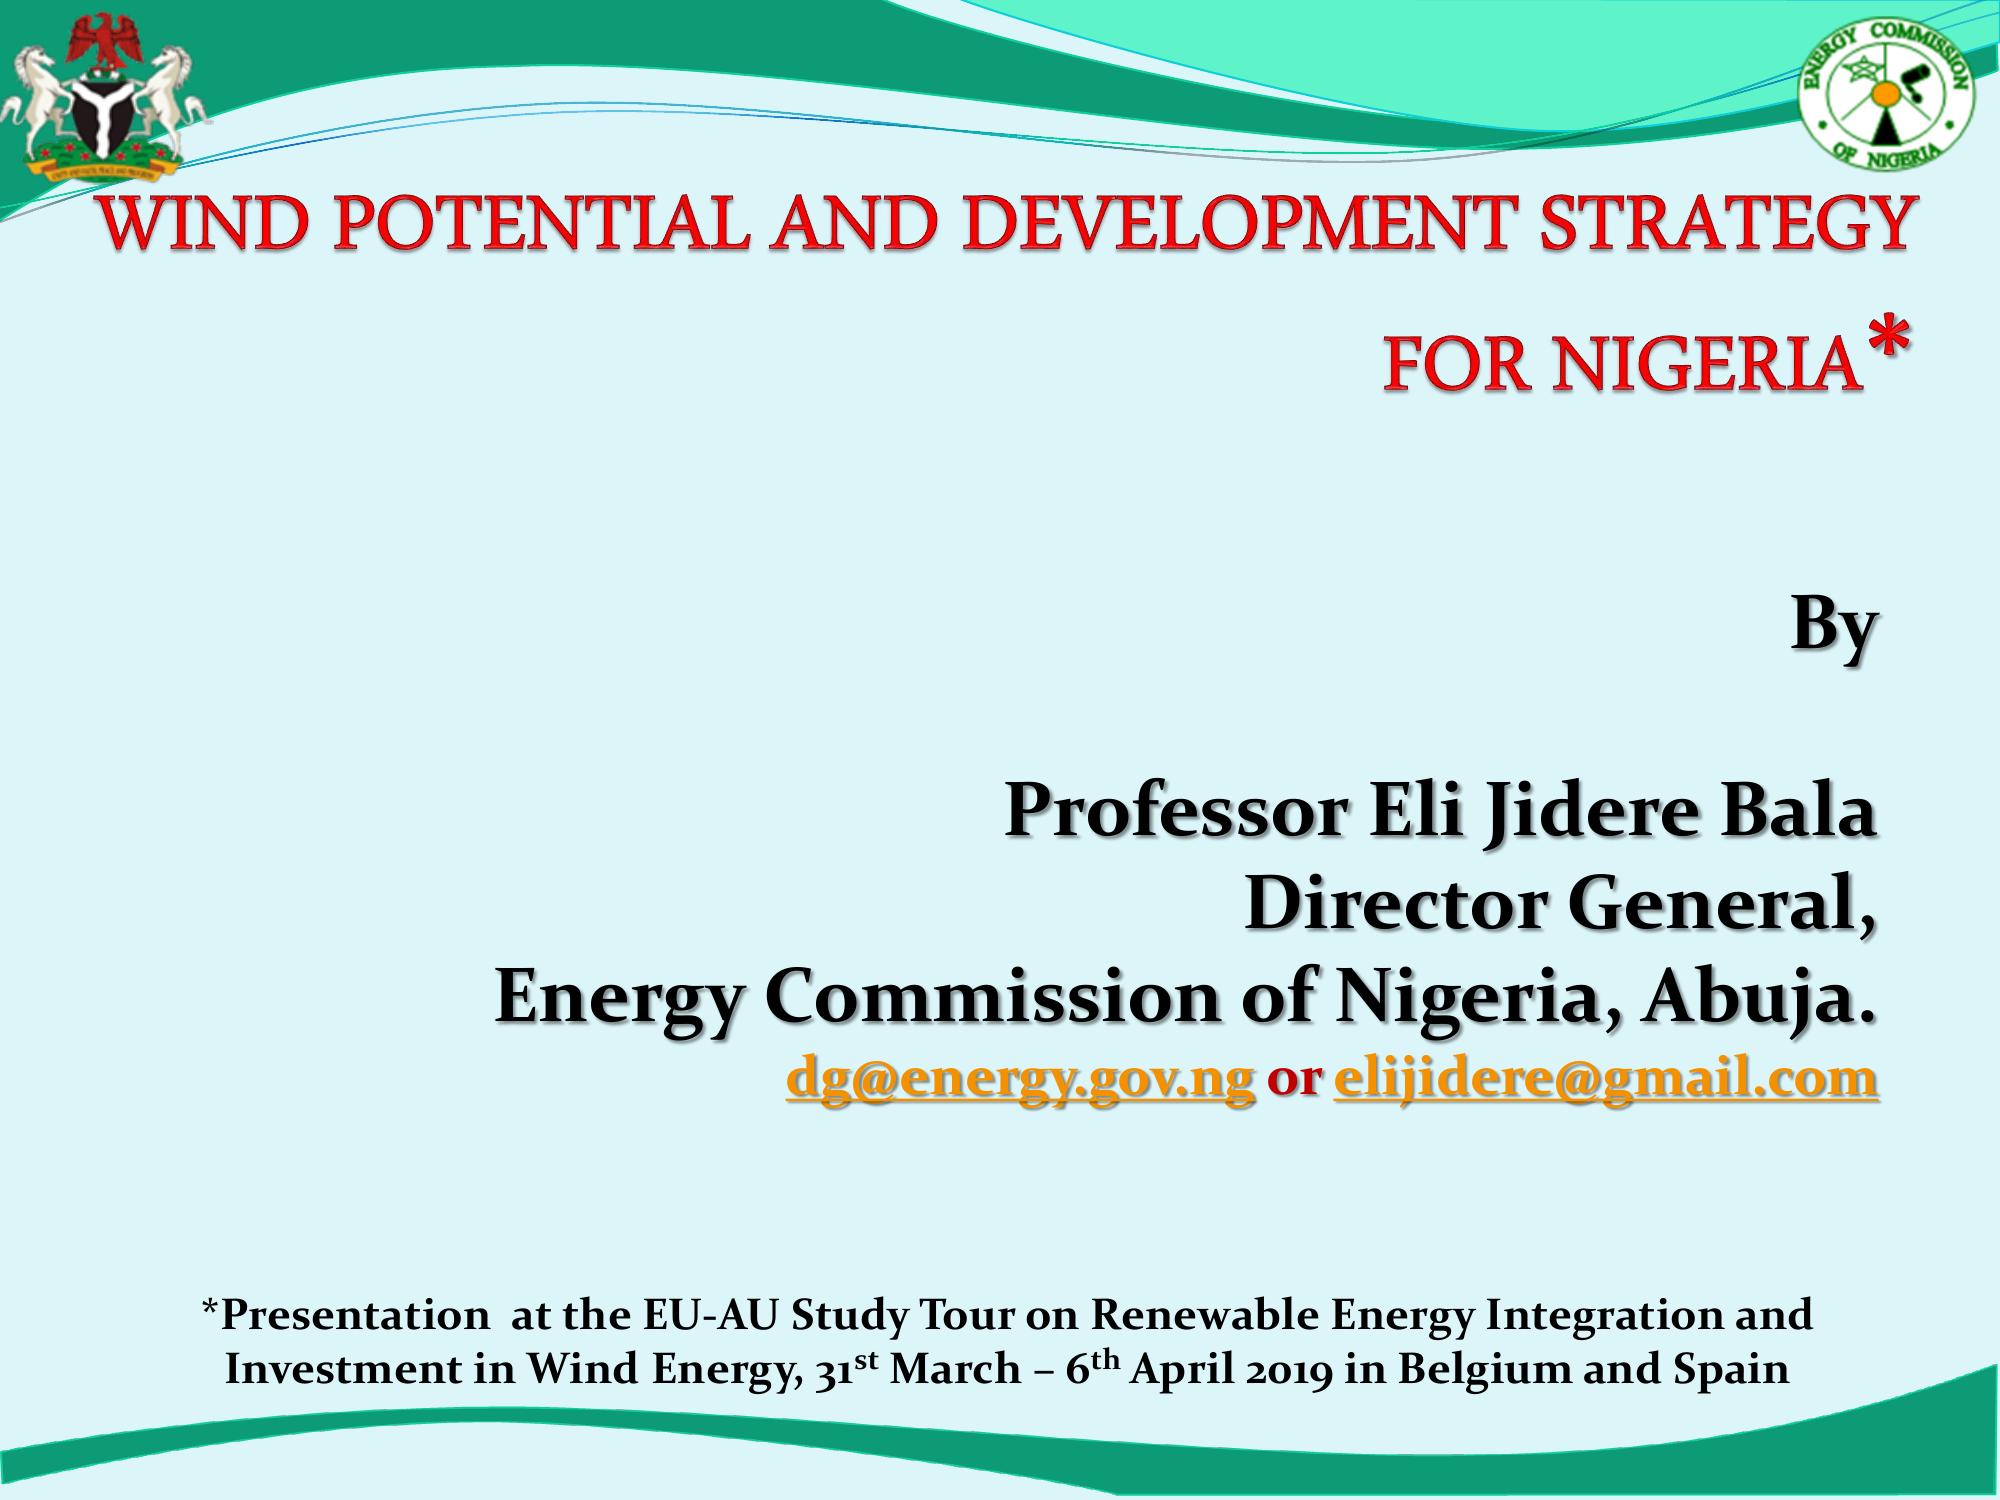 ENERGY COMMISSION
OF NIGERIA
WIND POTENTIAL AND DEVELOPMENT STRATEGY
FOR NIGERIA*
By
Professor Eli Jidere Bala
Director General,
Energy Commission of Nigeria, Abuja.
dg@energy.gov.ng or elijidere@gmail.com
*Presentation at the EU-AU Study Tour on Renewable Energy Integration and
Investment in Wind Energy, 31st March – 6th April 2019 in Belgium and Spain